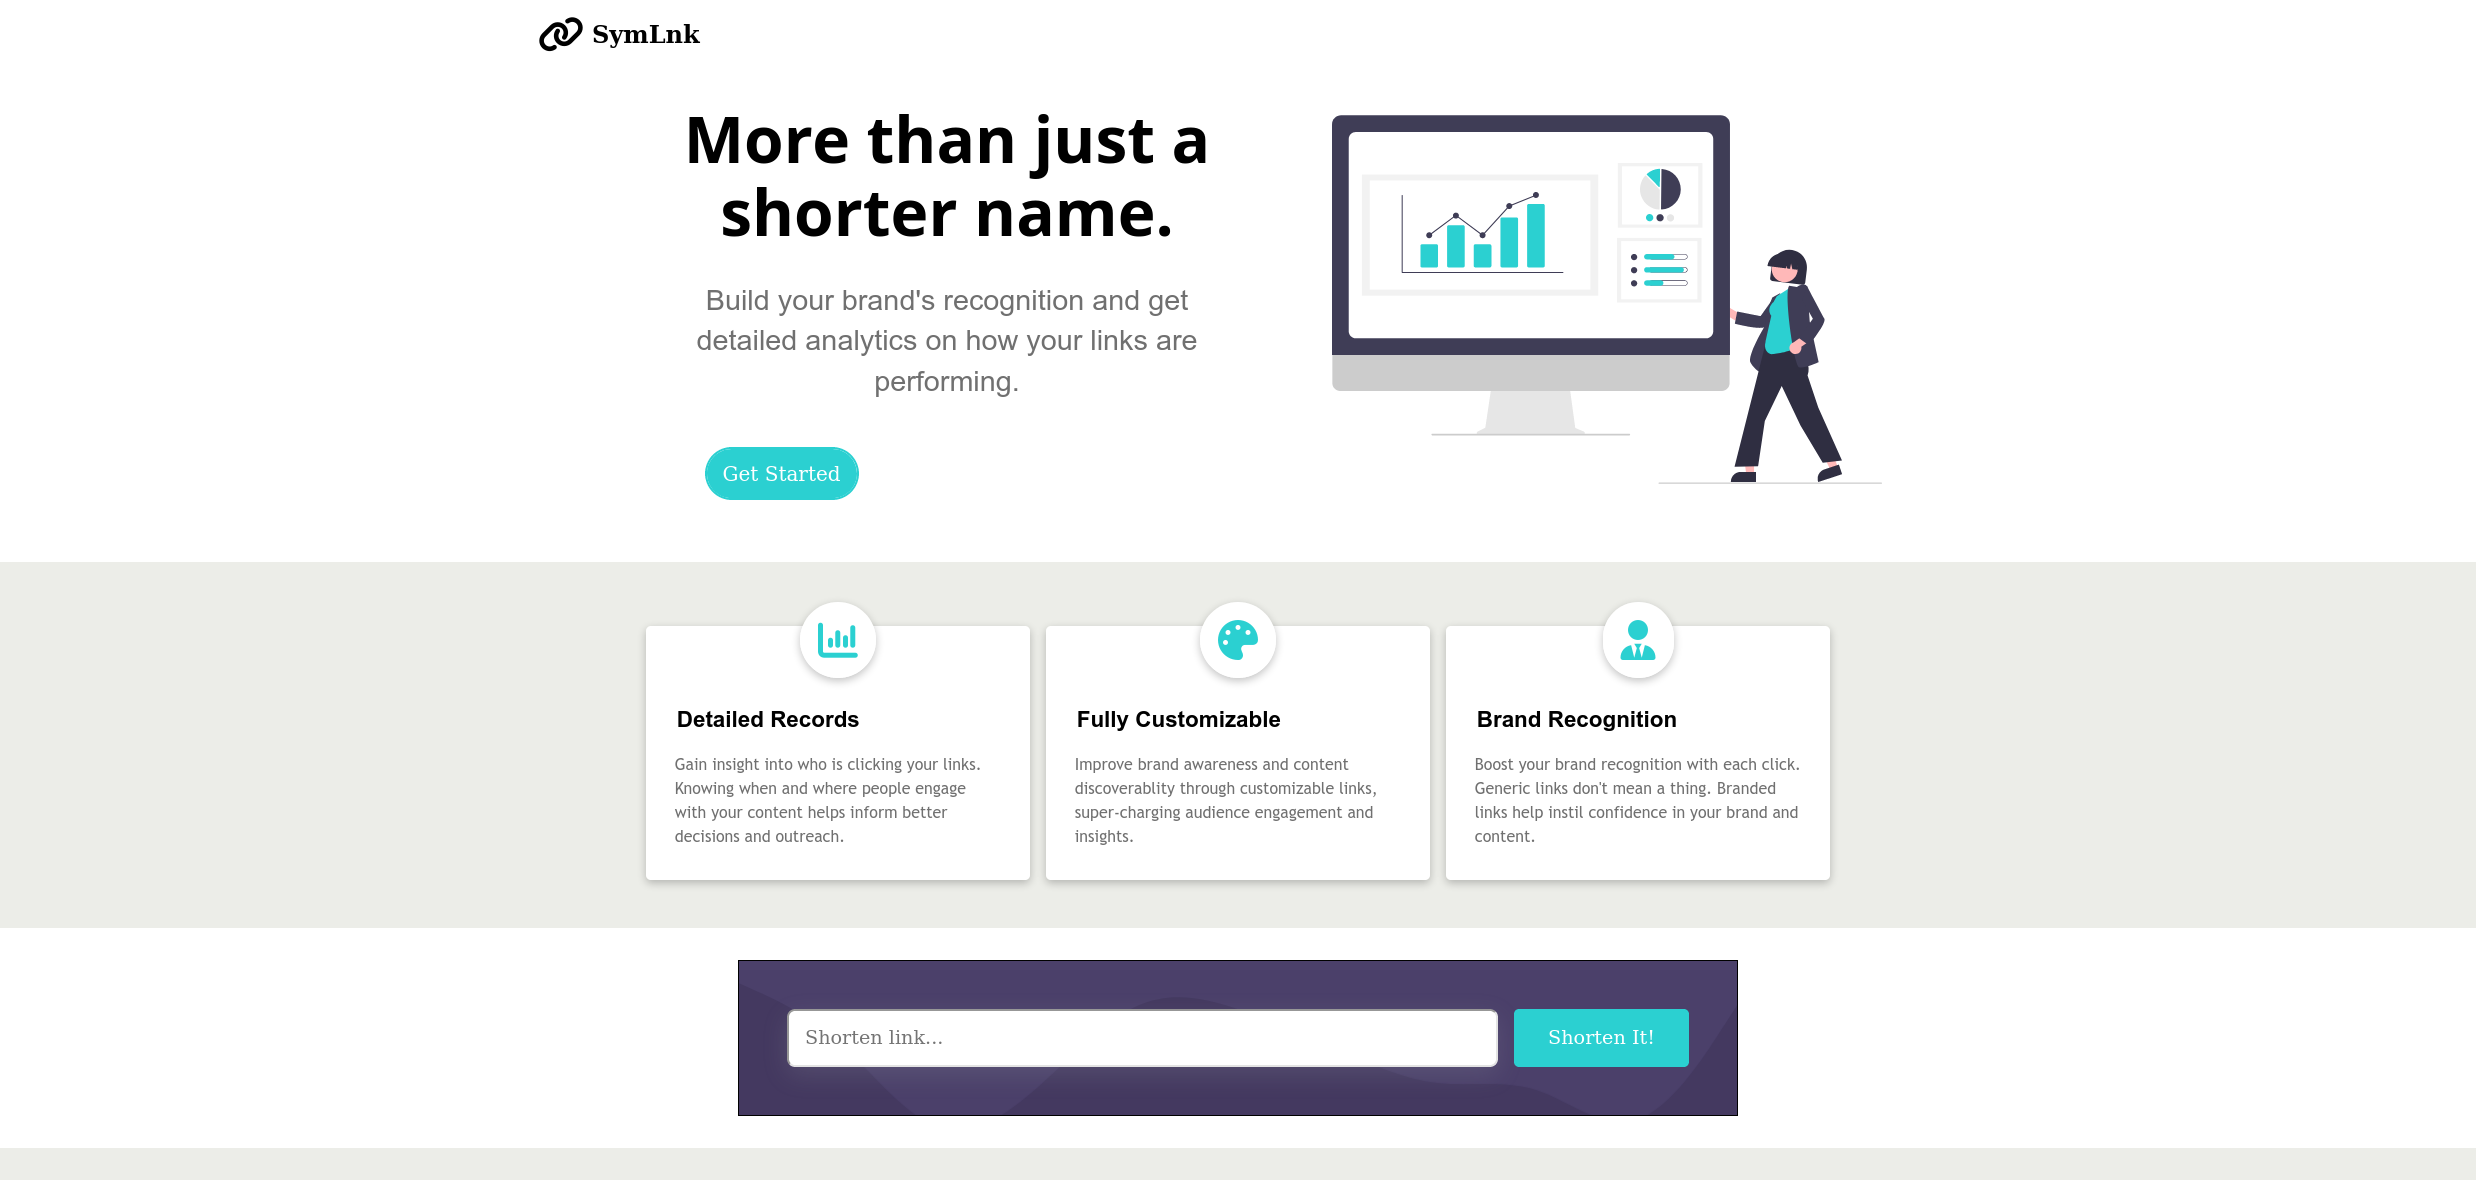 SymLnk
More than just a
shorter name.
Build your brand's recognition and get
detailed analytics on how your links are
performing.
Get Started
Detailed Records
Gain insight into who is clicking your links.
Knowing when and where people engage
with your content helps inform better
decisions and outreach.
Fully Customizable
Improve brand awareness and content
discoverablity through customizable links,
super-charging audience engagement and
insights.
Brand Recognition
Boost your brand recognition with each click.
Generic links don't mean a thing. Branded
links help instil confidence in your brand and
content.
Shorten link...
Shorten It!